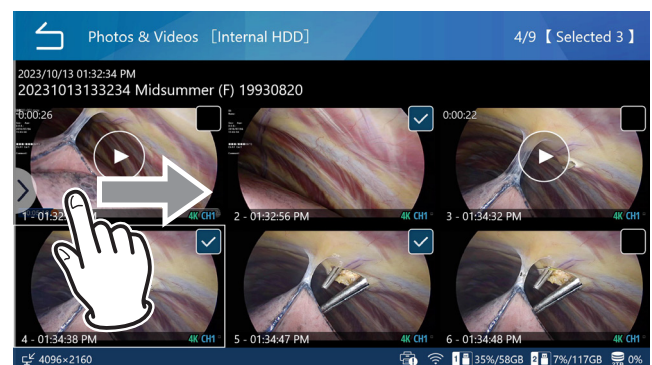 Photos & Videos [Internal HDD]
4/9 【 Selected 3 】
2023/10/13 01:32:34 PM
20231013133234 Midsummer (F) 19930820
0:00:26
0:00:22
4K CH1
2 - 01:32:56 PM
4K CH1
3 - 01:34:32 PM
4K CH1
4 - 01:34:38 PM
4K CH1
5 - 01:34:47 PM
4K CH1
6 - 01:34:48 PM
4K CH1
4096×2160
1 35%/58GB
2 7%/117GB
0%